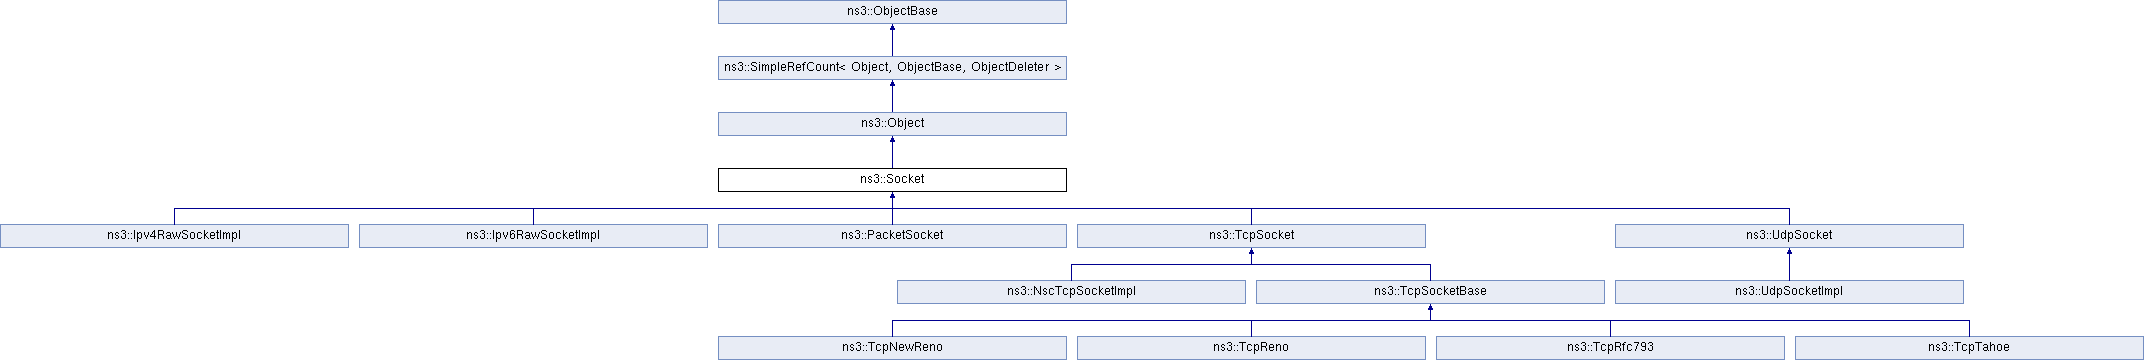 ns3::ObjectBase
ns3::SimpleRefCount< Object, ObjectBase, ObjectDeleter >
ns3::Object
ns3::Socket
ns3::Ipv4RawSocketImpl
ns3::Ipv6RawSocketImpl
ns3::PacketSocket
ns3::TcpSocket
ns3::UdpSocket
ns3::NscTcpSocketImpl
ns3::TcpSocketBase
ns3::UdpSocketImpl
ns3::TcpNewReno
ns3::TcpReno
ns3::TcpRfc793
ns3::TcpTahoe